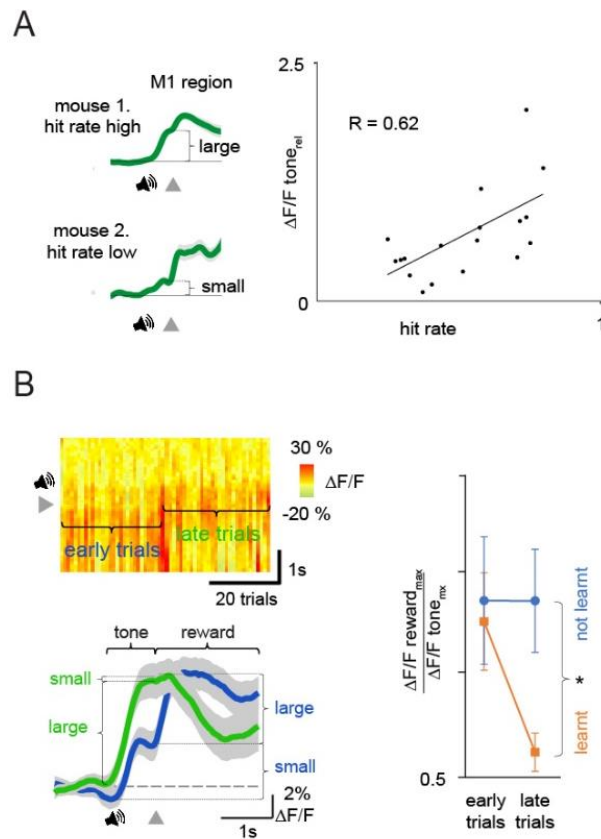 A
M1 region
mouse 1.
hit rate high
large
mouse 2.
hit rate low
small
2.5
R = 0.62
ΔF/F tone_rel
0
hit rate
1
B
30 %
ΔF/F
-20 %
early trials
late trials
1s
20 trials
tone
reward
small
large
large
small
2%
ΔF/F
1s
ΔF/F reward_max
ΔF/F tone_mx
not learnt
*
learnt
0.5
early
trials
late
trials